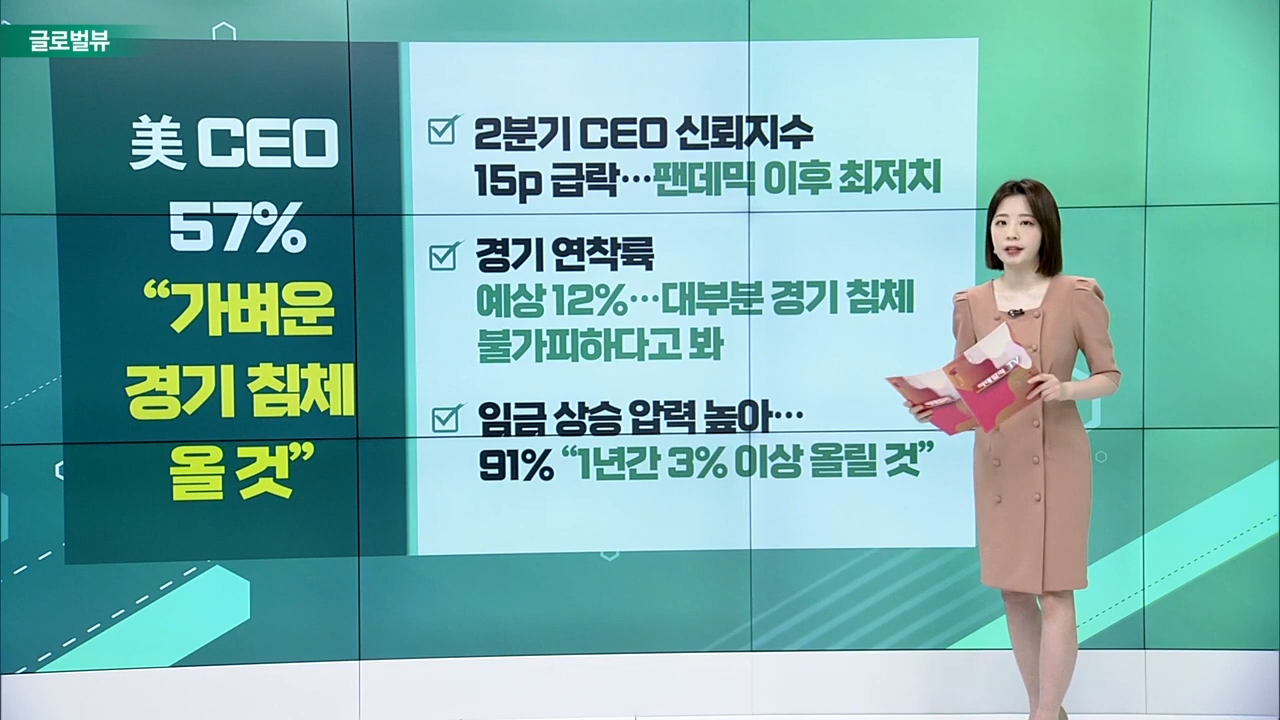 글로벌뷰
美 CEO
57%
“가벼운
경기 침체
올 것”
2분기 CEO 신뢰지수
15p 급락…팬데믹 이후 최저치
경기 연착륙
예상 12%…대부분 경기 침체
불가피하다고 봐
임금 상승 압력 높아…
91% “1년간 3% 이상 올릴 것”